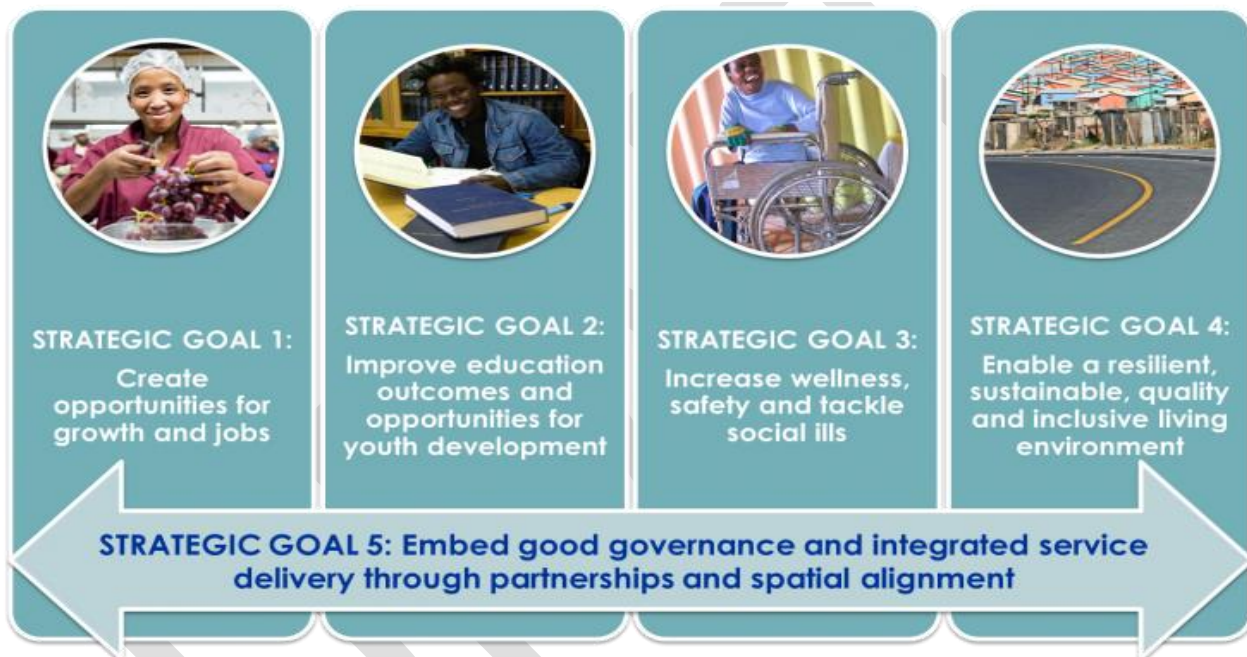 STRATEGIC GOAL 1:
Create
opportunities for
growth and jobs
STRATEGIC GOAL 2:
Improve education
outcomes and
opportunities for
youth development
STRATEGIC GOAL 3:
Increase wellness,
safety and tackle
social ills
STRATEGIC GOAL 4:
Enable a resilient,
sustainable, quality
and inclusive living
environment
STRATEGIC GOAL 5: Embed good governance and integrated service
delivery through partnerships and spatial alignment